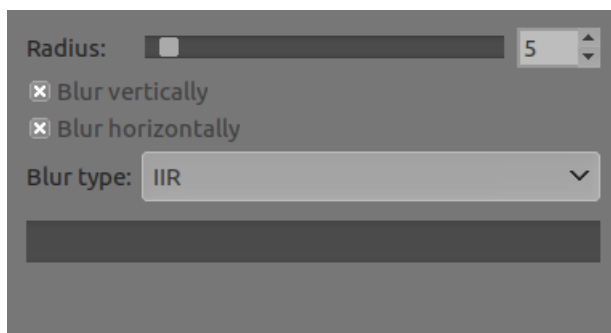 Radius: 5
Blur vertically
Blur horizontally
Blur type: IIR